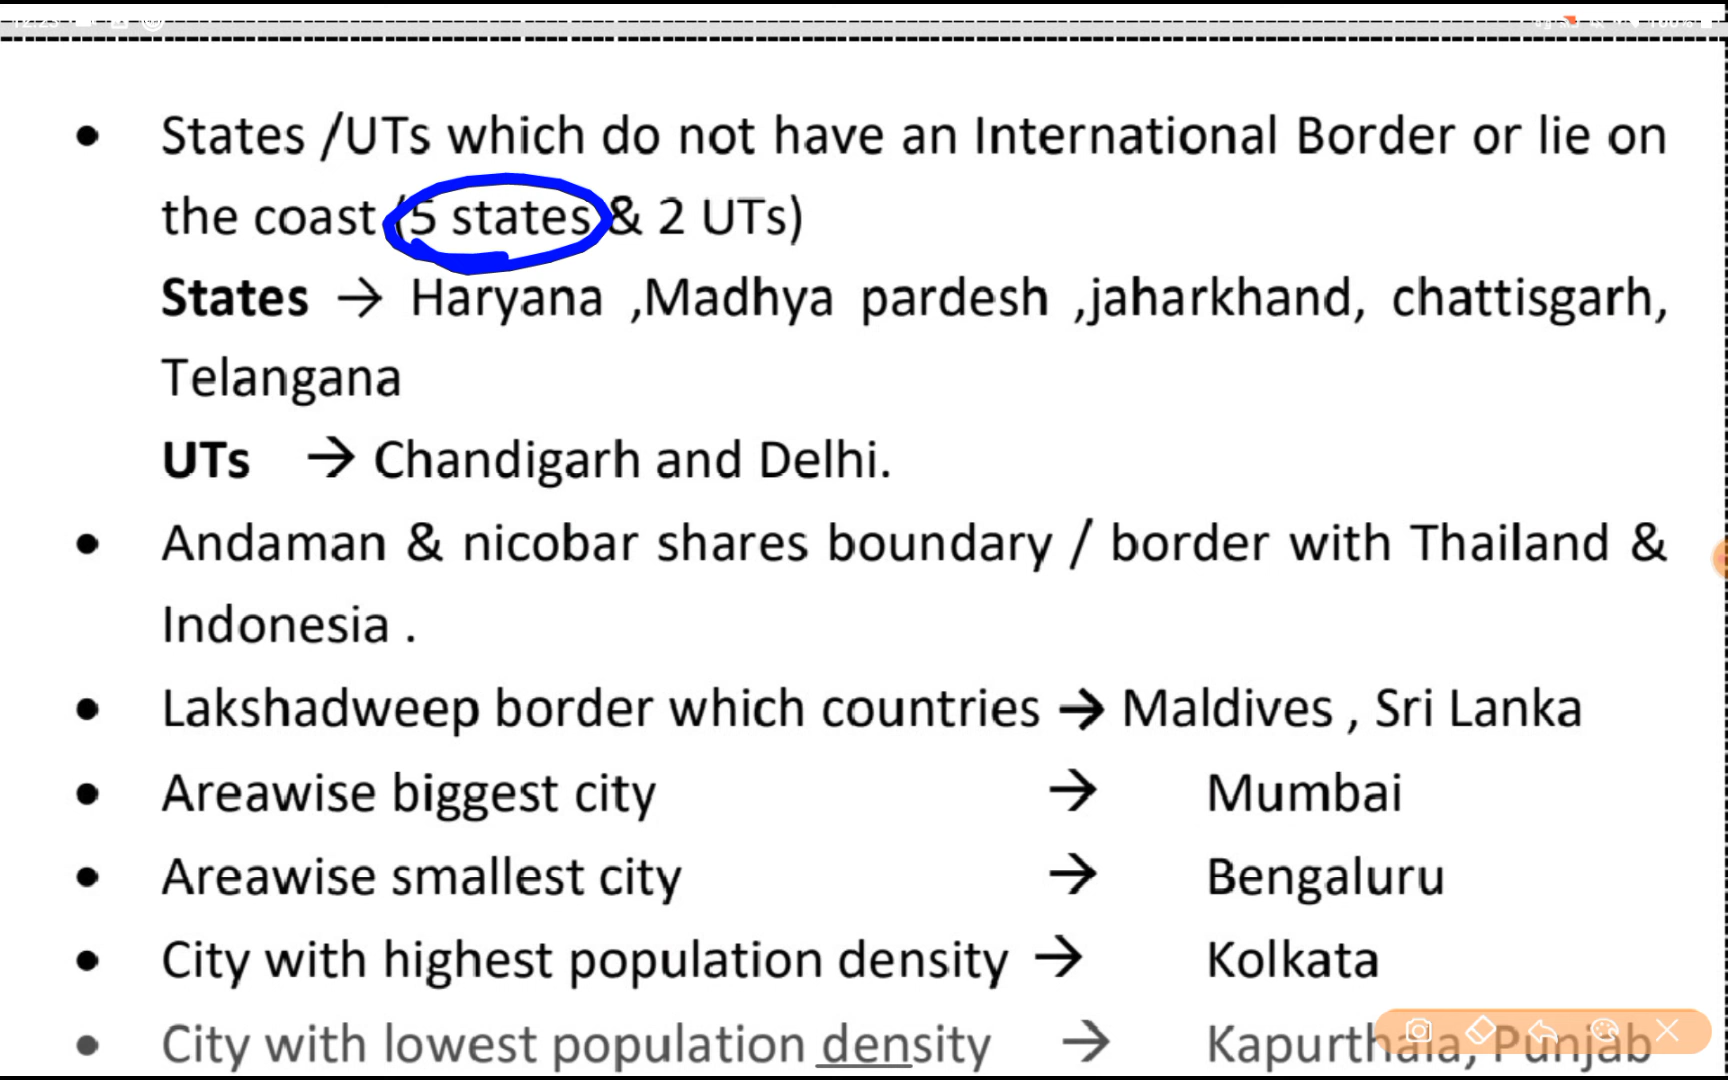 • States /UTs which do not have an International Border or lie on
the coast (5 states & 2 UTs)
States → Haryana ,Madhya pardesh ,jaharkhand, chattisgarh,
Telangana
UTs → Chandigarh and Delhi.
• Andaman & nicobar shares boundary / border with Thailand &
Indonesia .
• Lakshadweep border which countries → Maldives , Sri Lanka
• Areawise biggest city → Mumbai
• Areawise smallest city → Bengaluru
• City with highest population density → Kolkata
• City with lowest population density → Kapurthala, Punjab